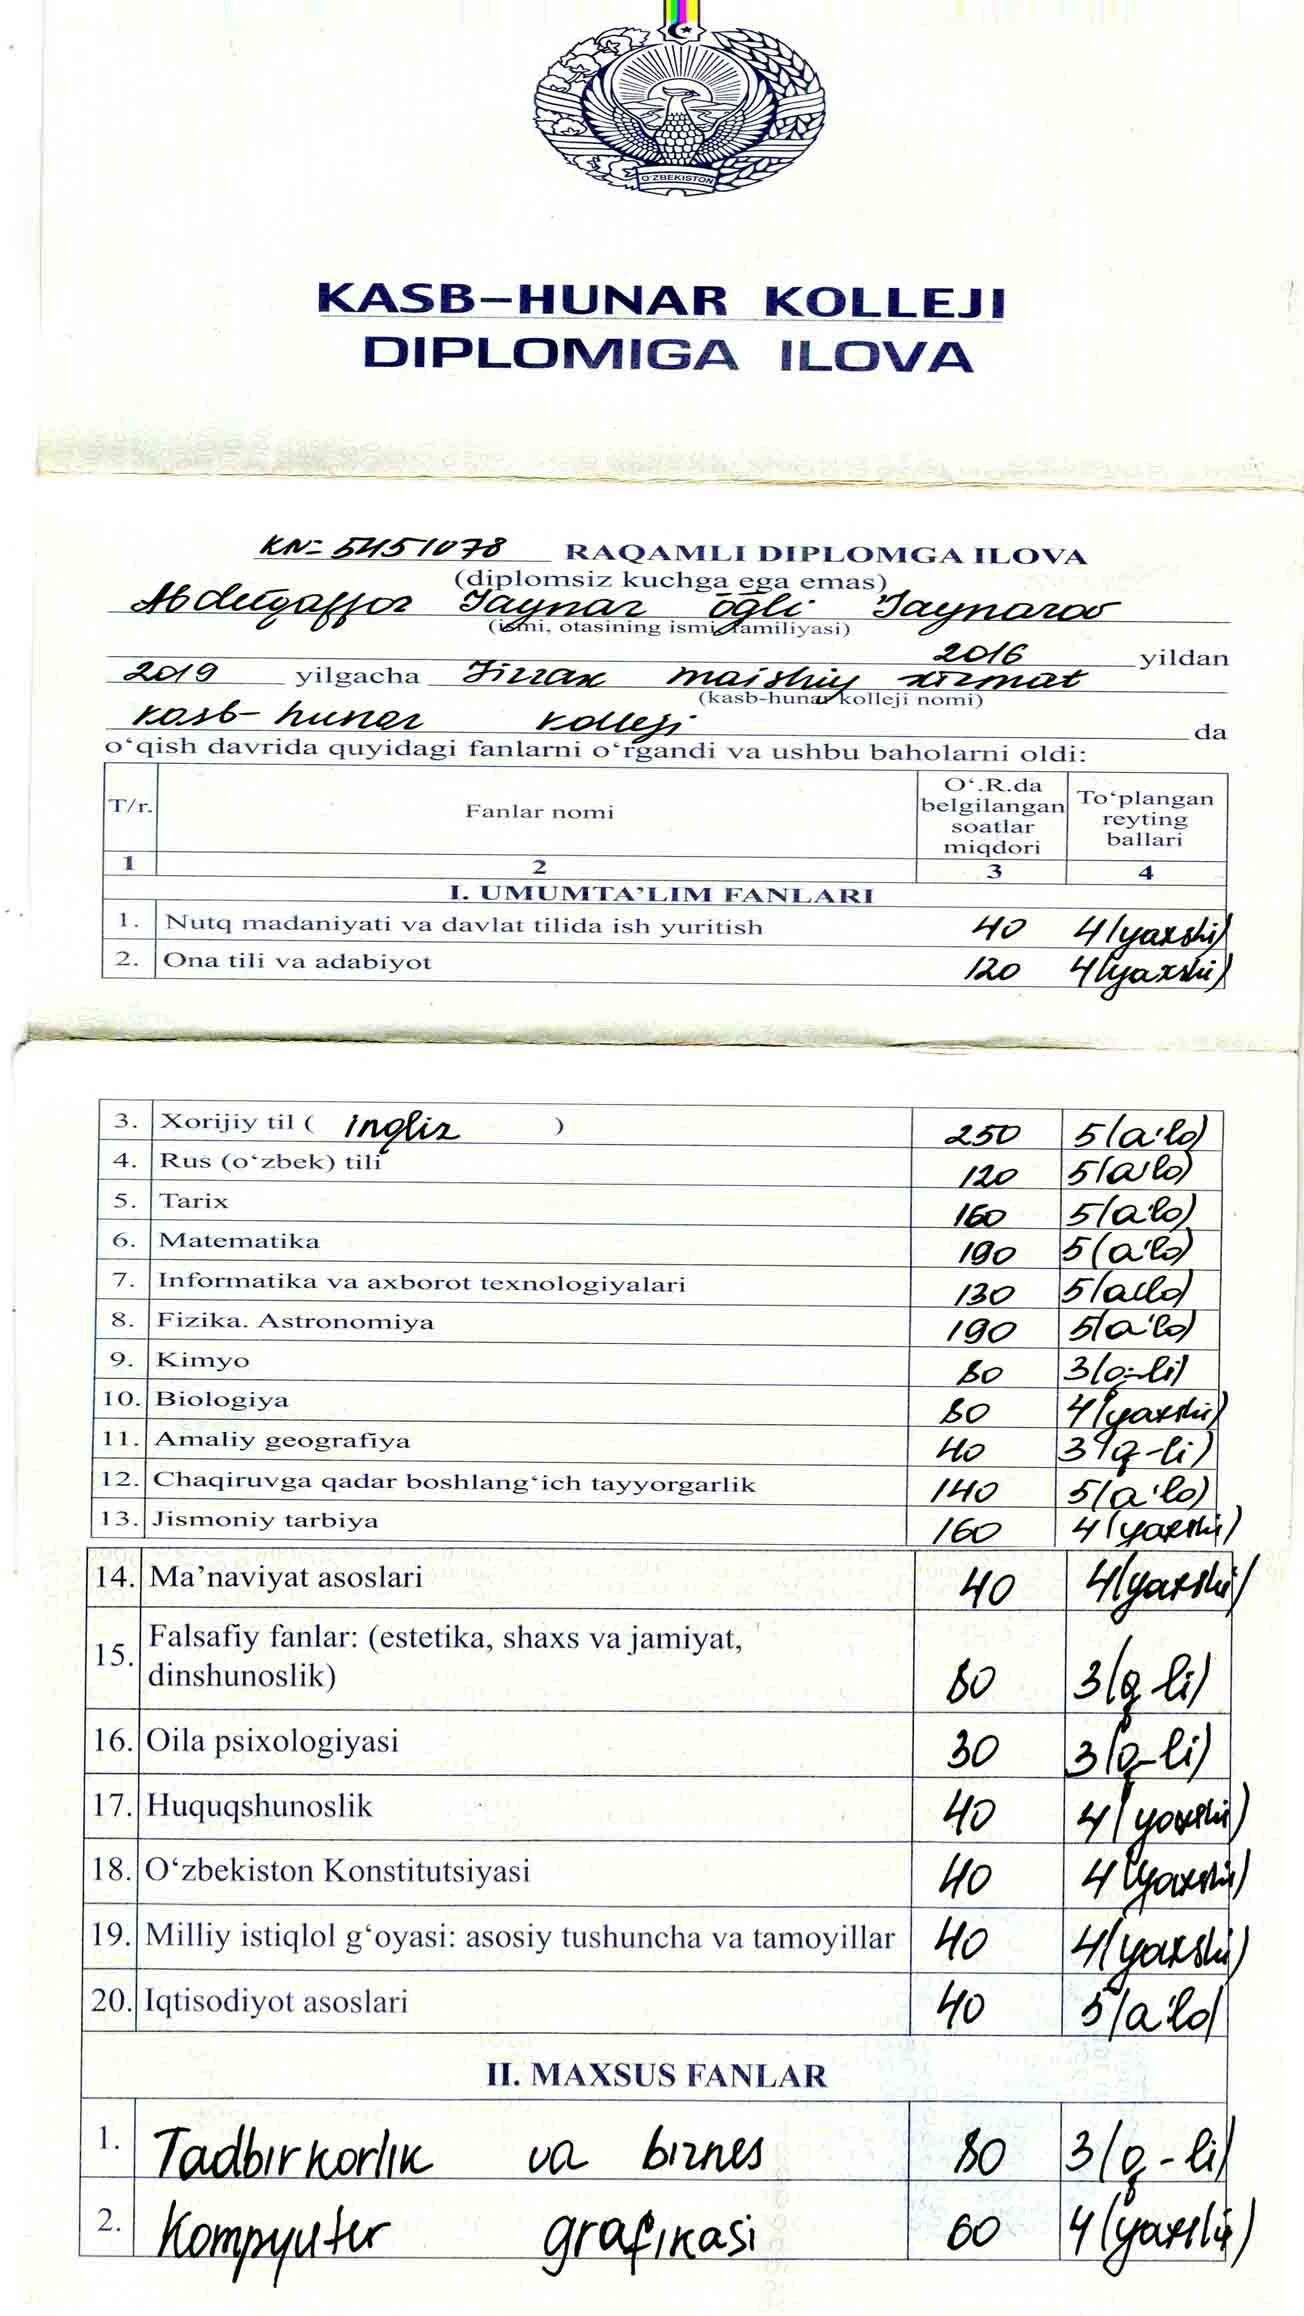 O'ZBEKISTON
KASB-HUNAR KOLLEJI
DIPLOMIGA ILOVA
KN= 5451078 RAQAMLI DIPLOMGA ILOVA
(diplomsiz kuchga ega emas)
Abdug'affor Jaynar o'g'li Jaynarov
(ismi, otasining ismi, familiyasi)
2016 yildan
2019 yilgacha Jizzax maishiy xizmat
(kasb-hunar kolleji nomi)
kasb-hunar kolleji da
o‘qish davrida quyidagi fanlarni o‘rgandi va ushbu baholarni oldi:
T/r. Fanlar nomi O‘.R.da belgilangan soatlar miqdori To‘plangan reyting ballari
1 2 3 4
I. UMUMTA’LIM FANLARI
1. Nutq madaniyati va davlat tilida ish yuritish 40 4(yaxshi)
2. Ona tili va adabiyot 120 4(yaxshi)
3. Xorijiy til ( ingliz ) 250 5(a'lo)
4. Rus (o‘zbek) tili 120 5(a'lo)
5. Tarix 160 5(a'lo)
6. Matematika 190 5(a'lo)
7. Informatika va axborot texnologiyalari 130 5(a'lo)
8. Fizika. Astronomiya 190 5(a'lo)
9. Kimyo 80 3(q-li)
10. Biologiya 80 4(yaxshi)
11. Amaliy geografiya 40 3(q-li)
12. Chaqiruvga qadar boshlang‘ich tayyorgarlik 140 5(a'lo)
13. Jismoniy tarbiya 160 4(yaxshi)
14. Ma’naviyat asoslari 40 4(yaxshi)
15. Falsafiy fanlar: (estetika, shaxs va jamiyat,
dinshunoslik) 80 3(q-li)
16. Oila psixologiyasi 30 3(q-li)
17. Huquqshunoslik 40 4(yaxshi)
18. O‘zbekiston Konstitutsiyasi 40 4(yaxshi)
19. Milliy istiqlol g‘oyasi: asosiy tushuncha va tamoyillar 40 4(yaxshi)
20. Iqtisodiyot asoslari 40 5(a'lo)
II. MAXSUS FANLAR
1. Tadbirkorlik va biznes 80 3(q-li)
2. Kompyuter grafikasi 60 4(yaxshi)